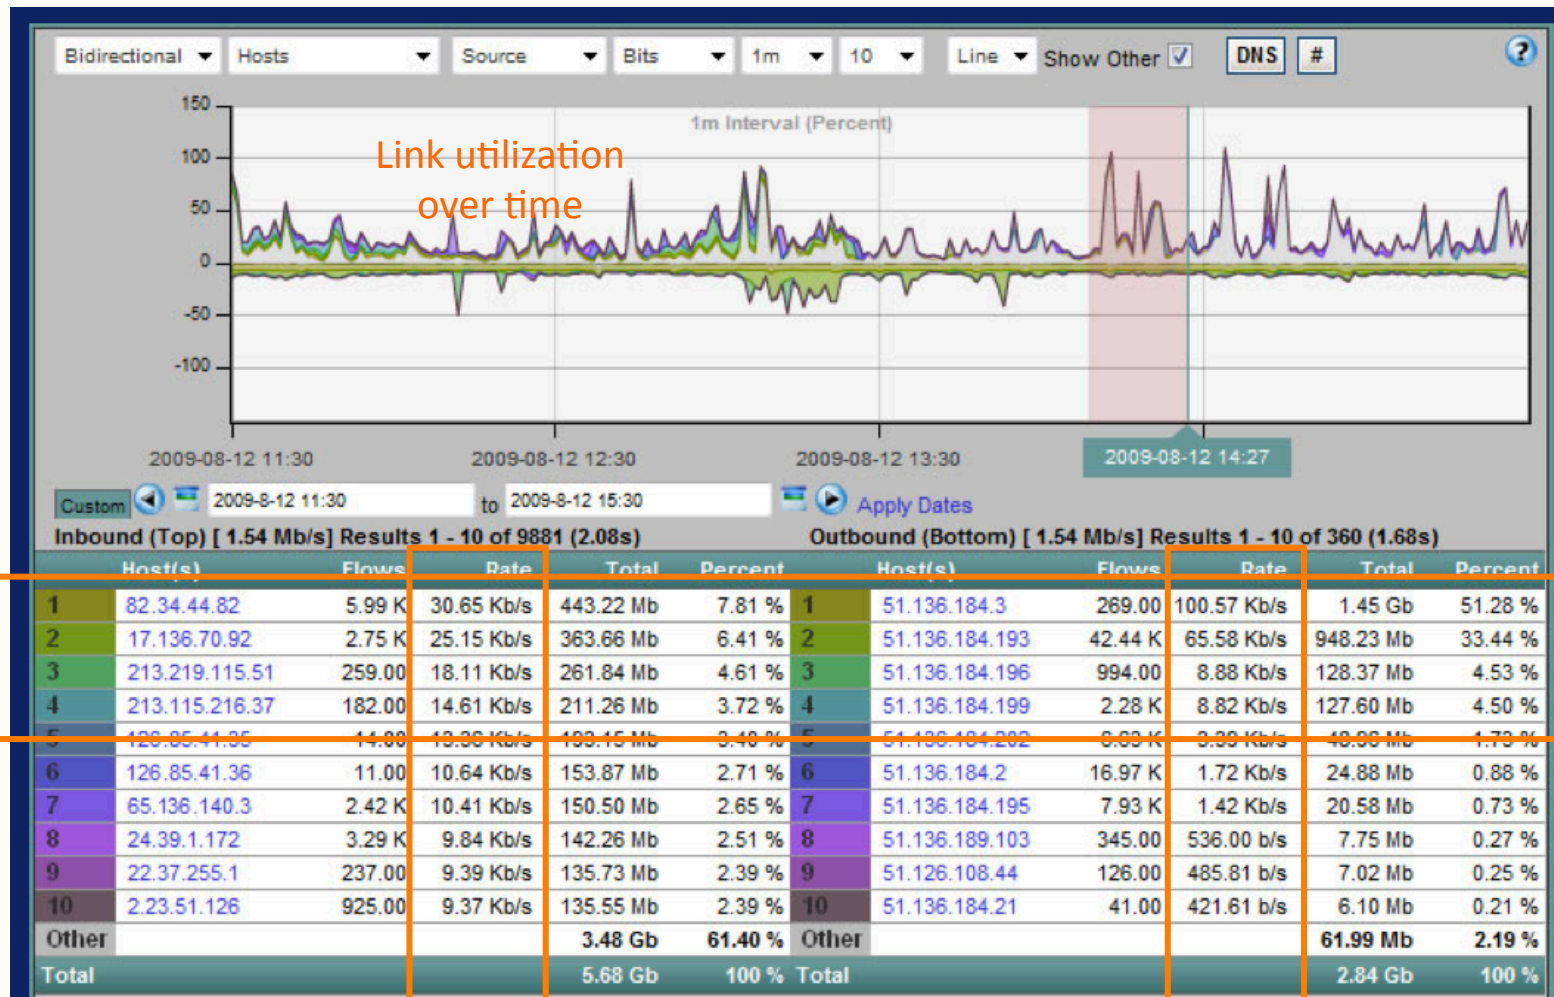 Bidirectional Hosts Source Bits 1m 10 Line Show Other DNS #
1m Interval (Percent)
Link utilization
over time
150
100
50
0
-50
-100
2009-08-12 11:30 2009-08-12 12:30 2009-08-12 13:30 2009-08-12 14:27
Custom 2009-8-12 11:30 to 2009-8-12 15:30 Apply Dates
Inbound (Top) [ 1.54 Mb/s] Results 1 - 10 of 9881 (2.08s) Outbound (Bottom) [ 1.54 Mb/s] Results 1 - 10 of 360 (1.68s)
Host(s) Flows Rate Total Percent Host(s) Flows Rate Total Percent
1 82.34.44.82 5.99 K 30.65 Kb/s 443.22 Mb 7.81 % 1 51.136.184.3 269.00 100.57 Kb/s 1.45 Gb 51.28 %
2 17.136.70.92 2.75 K 25.15 Kb/s 363.66 Mb 6.41 % 2 51.136.184.193 42.44 K 65.58 Kb/s 948.23 Mb 33.44 %
3 213.219.115.51 259.00 18.11 Kb/s 261.84 Mb 4.61 % 3 51.136.184.196 994.00 8.88 Kb/s 128.37 Mb 4.53 %
4 213.115.216.37 182.00 14.61 Kb/s 211.26 Mb 3.72 % 4 51.136.184.199 2.28 K 8.82 Kb/s 127.60 Mb 4.50 %
5 14.00 Kb/s Mb % 5 K Kb/s Mb %
6 126.85.41.36 11.00 10.64 Kb/s 153.87 Mb 2.71 % 6 51.136.184.2 16.97 K 1.72 Kb/s 24.88 Mb 0.88 %
7 65.136.140.3 2.42 K 10.41 Kb/s 150.50 Mb 2.65 % 7 51.136.184.195 7.93 K 1.42 Kb/s 20.58 Mb 0.73 %
8 24.39.1.172 3.29 K 9.84 Kb/s 142.26 Mb 2.51 % 8 51.136.189.103 345.00 536.00 b/s 7.75 Mb 0.27 %
9 22.37.255.1 237.00 9.39 Kb/s 135.73 Mb 2.39 % 9 51.126.108.44 126.00 485.81 b/s 7.02 Mb 0.25 %
10 2.23.51.126 925.00 9.37 Kb/s 135.55 Mb 2.39 % 10 51.136.184.21 41.00 421.61 b/s 6.10 Mb 0.21 %
Other 3.48 Gb 61.40 % Other 61.99 Mb 2.19 %
Total 5.68 Gb 100 % Total 2.84 Gb 100 %